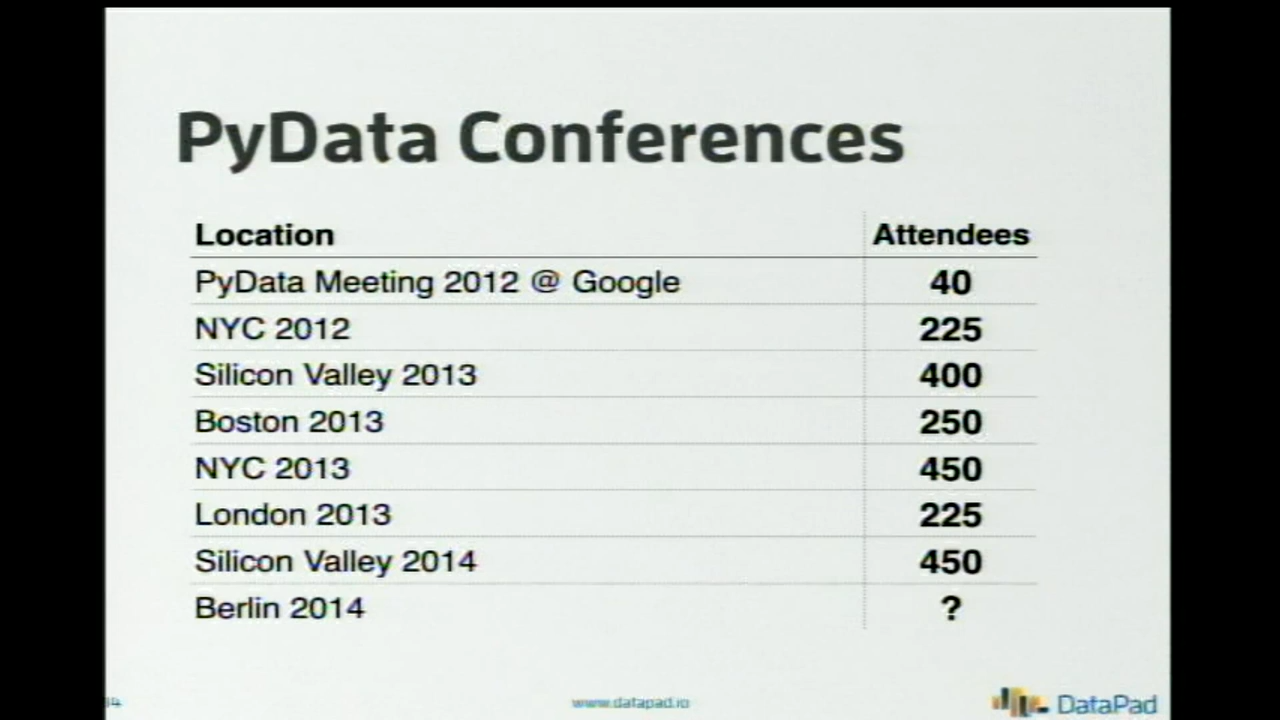 PyData Conferences
Location Attendees
PyData Meeting 2012 @ Google 40
NYC 2012 225
Silicon Valley 2013 400
Boston 2013 250
NYC 2013 450
London 2013 225
Silicon Valley 2014 450
Berlin 2014 ?
www.datapad.io DataPad